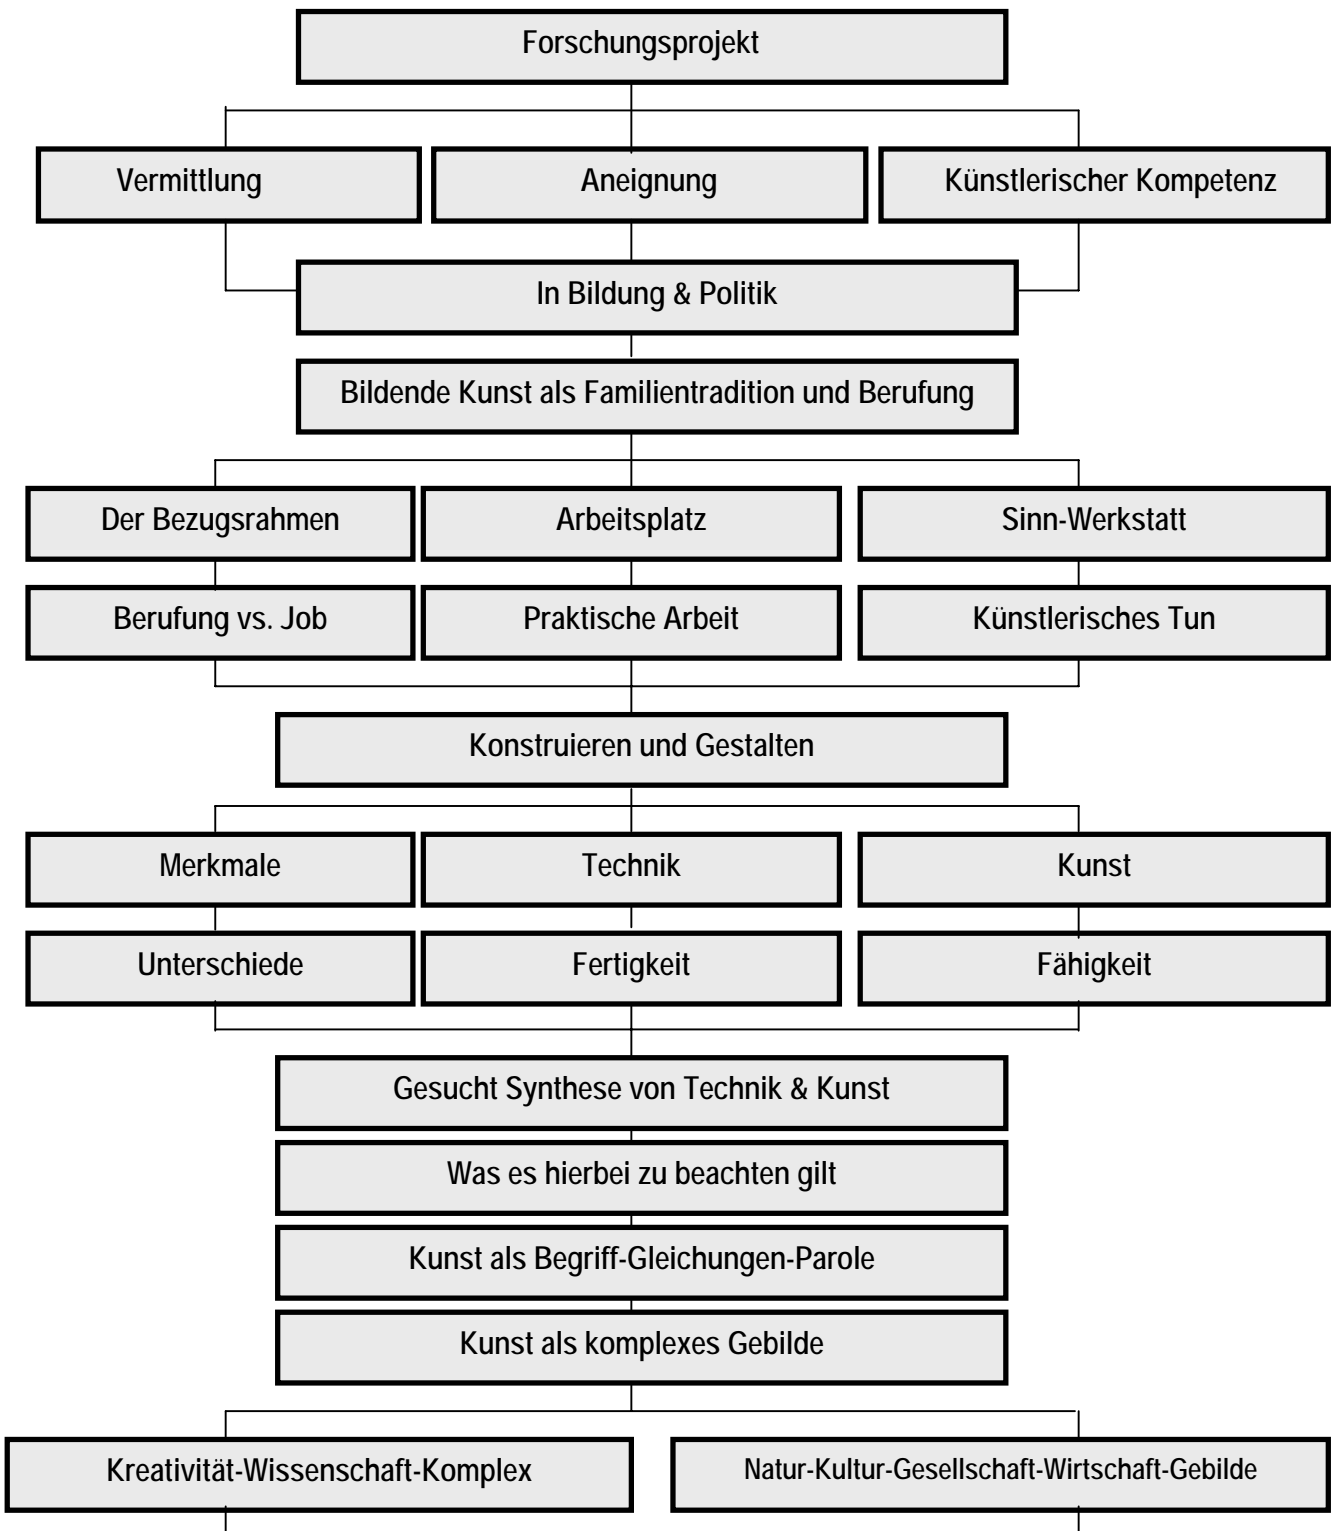 Forschungsprojekt
Vermittlung
Aneignung
Künstlerischer Kompetenz
In Bildung & Politik
Bildende Kunst als Familientradition und Berufung
Der Bezugsrahmen
Arbeitsplatz
Sinn-Werkstatt
Berufung vs. Job
Praktische Arbeit
Künstlerisches Tun
Konstruieren und Gestalten
Merkmale
Technik
Kunst
Unterschiede
Fertigkeit
Fähigkeit
Gesucht Synthese von Technik & Kunst
Was es hierbei zu beachten gilt
Kunst als Begriff-Gleichungen-Parole
Kunst als komplexes Gebilde
Kreativität-Wissenschaft-Komplex
Natur-Kultur-Gesellschaft-Wirtschaft-Gebilde